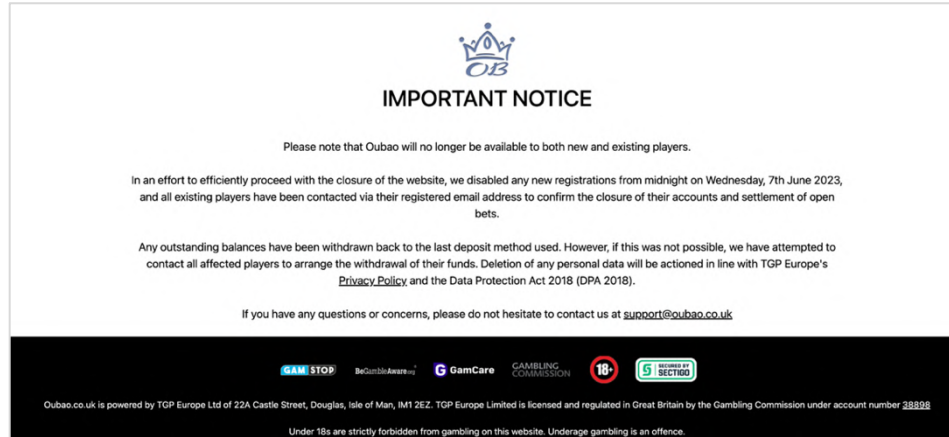 OB
IMPORTANT NOTICE
Please note that Oubao will no longer be available to both new and existing players.
In an effort to efficiently proceed with the closure of the website, we disabled any new registrations from midnight on Wednesday, 7th June 2023,
and all existing players have been contacted via their registered email address to confirm the closure of their accounts and settlement of open
bets.
Any outstanding balances have been withdrawn back to the last deposit method used. However, if this was not possible, we have attempted to
contact all affected players to arrange the withdrawal of their funds. Deletion of any personal data will be actioned in line with TGP Europe's
Privacy Policy and the Data Protection Act 2018 (DPA 2018).
If you have any questions or concerns, please do not hesitate to contact us at support@oubao.co.uk
GAMSTOP BeGambleAware.org G GamCare GAMBLING COMMISSION 18+ S SECURED BY SECTIGO
Oubao.co.uk is powered by TGP Europe Ltd of 22A Castle Street, Douglas, Isle of Man, IM1 2EZ. TGP Europe Limited is licensed and regulated in Great Britain by the Gambling Commission under account number 38898
Under 18s are strictly forbidden from gambling on this website. Underage gambling is an offence.